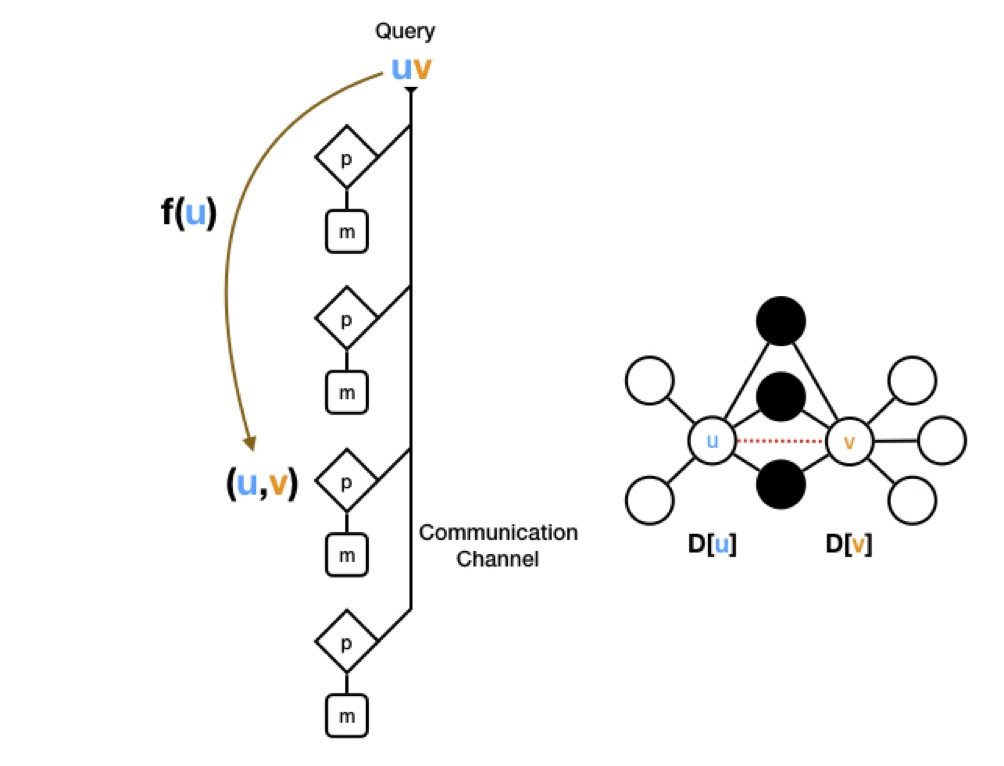 Query
uv
p
m
f(u)
p
m
(u,v)
p
m
Communication
Channel
p
m
u
v
D[u]
D[v]